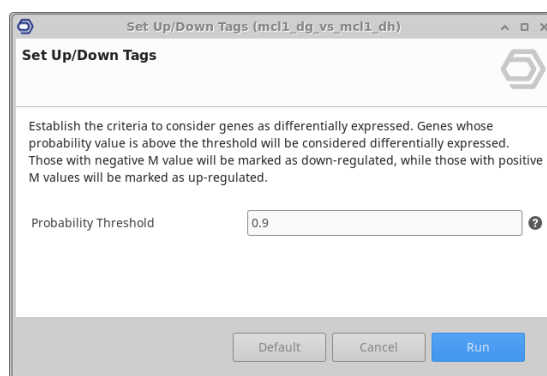 Set Up/Down Tags (mcl1_dg_vs_mcl1_dh)
Set Up/Down Tags
Establish the criteria to consider genes as differentially expressed. Genes whose
probability value is above the threshold will be considered differentially expressed.
Those with negative M value will be marked as down-regulated, while those with positive
M values will be marked as up-regulated.
Probability Threshold 0.9 ?
Default Cancel Run